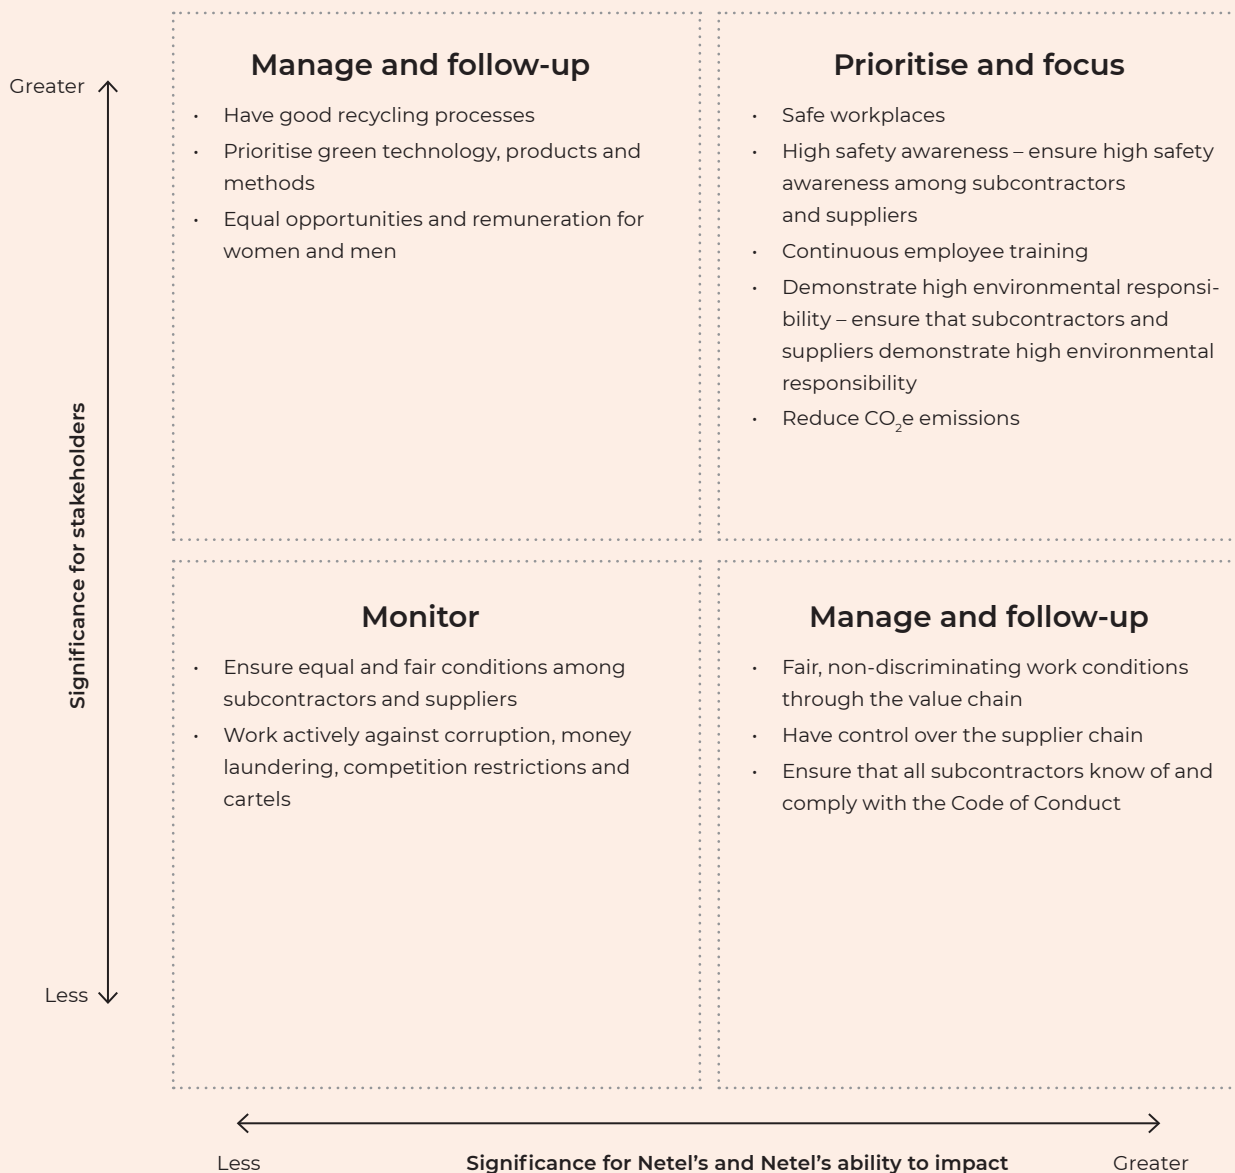 Greater
Manage and follow-up
• Have good recycling processes
• Prioritise green technology, products and
methods
• Equal opportunities and remuneration for
women and men
Prioritise and focus
• Safe workplaces
• High safety awareness – ensure high safety
awareness among subcontractors
and suppliers
• Continuous employee training
• Demonstrate high environmental responsi-
bility – ensure that subcontractors and
suppliers demonstrate high environmental
responsibility
• Reduce CO₂e emissions
Significance for stakeholders
Monitor
• Ensure equal and fair conditions among
subcontractors and suppliers
• Work actively against corruption, money
laundering, competition restrictions and
cartels
Manage and follow-up
• Fair, non-discriminating work conditions
through the value chain
• Have control over the supplier chain
• Ensure that all subcontractors know of and
comply with the Code of Conduct
Less
Less
Significance for Netel’s and Netel’s ability to impact
Greater